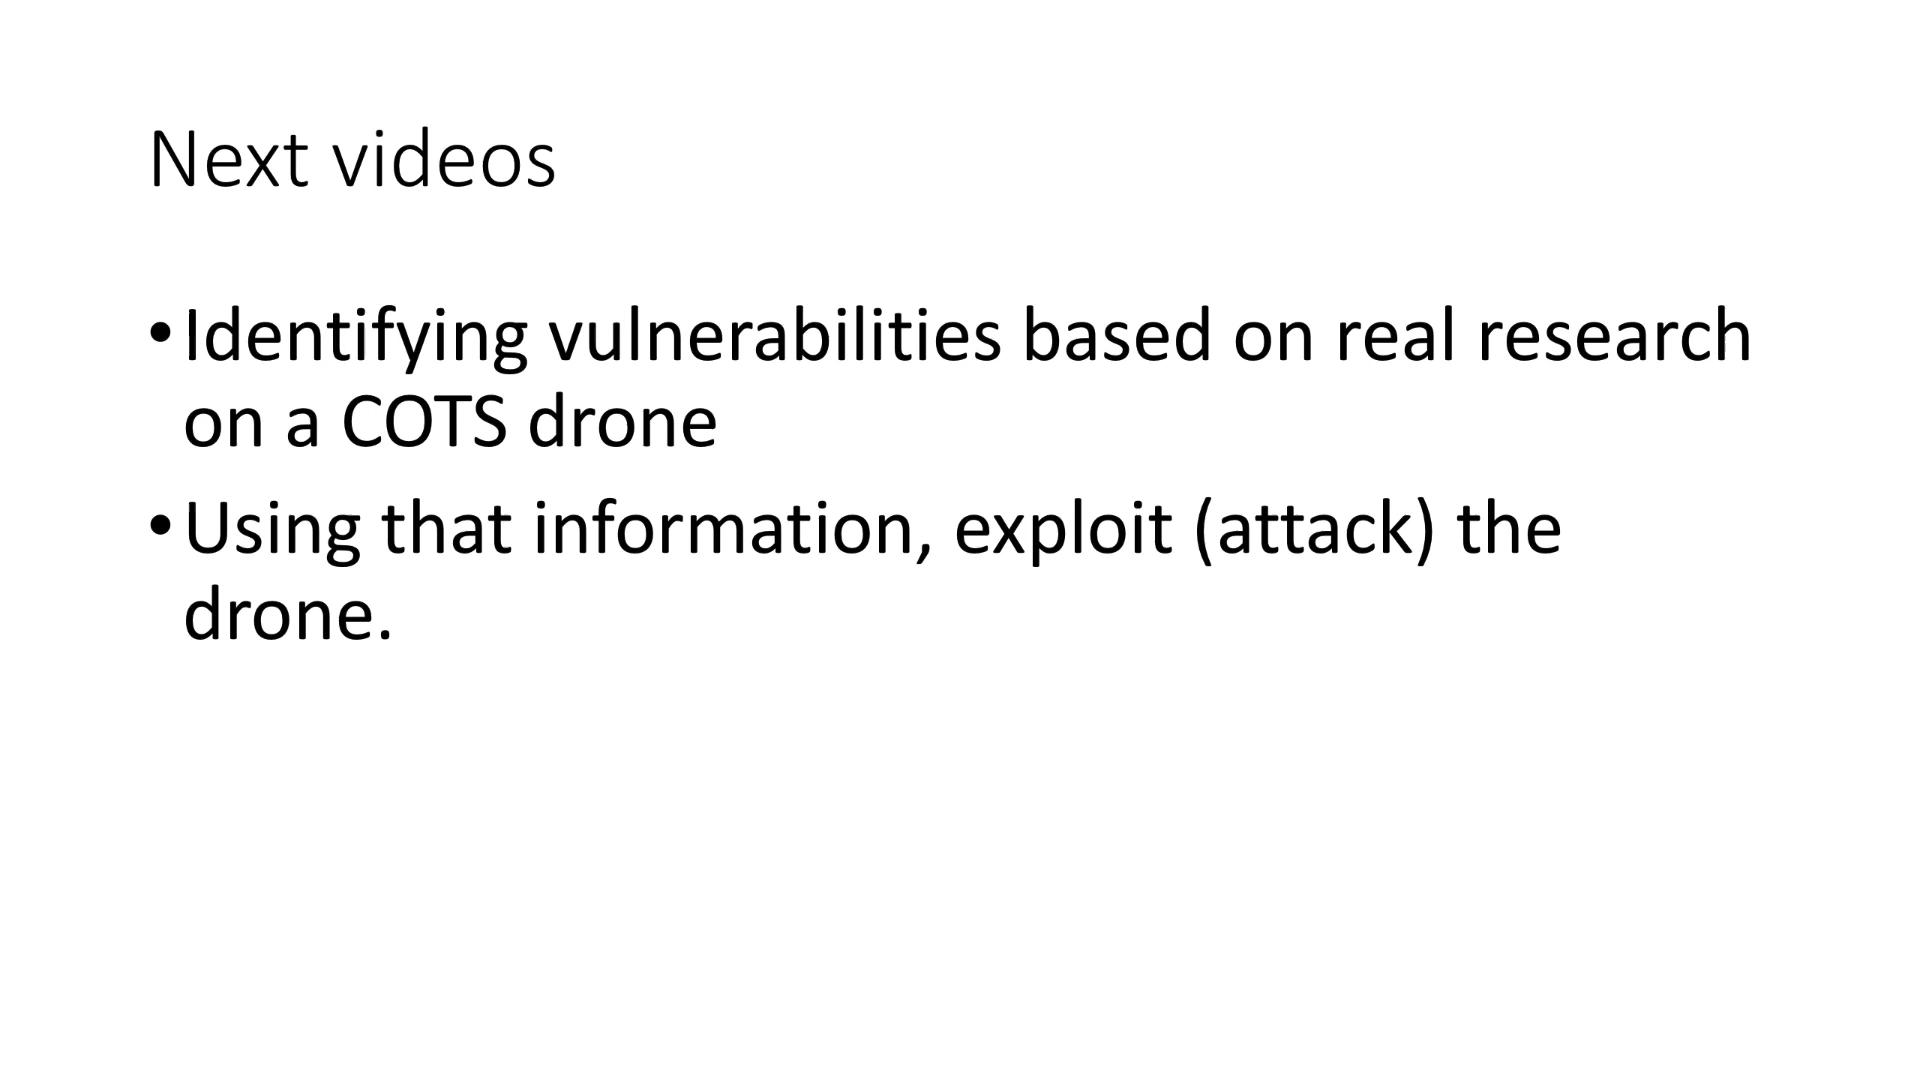 Next videos
•Identifying vulnerabilities based on real research
on a COTS drone
•Using that information, exploit (attack) the
drone.